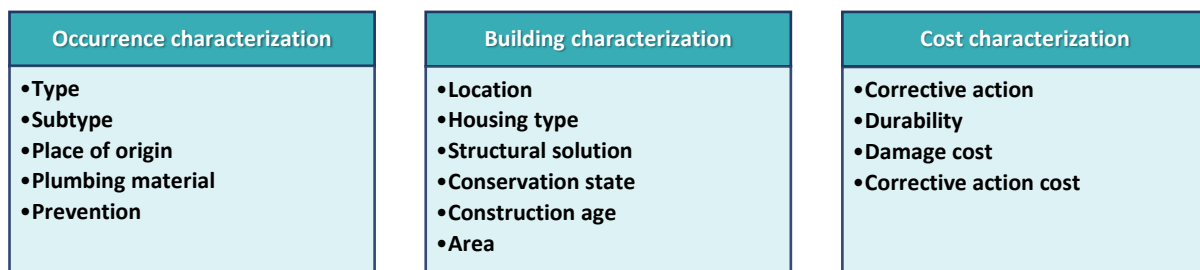 Occurrence characterization
•Type
•Subtype
•Place of origin
•Plumbing material
•Prevention
Building characterization
•Location
•Housing type
•Structural solution
•Conservation state
•Construction age
•Area
Cost characterization
•Corrective action
•Durability
•Damage cost
•Corrective action cost